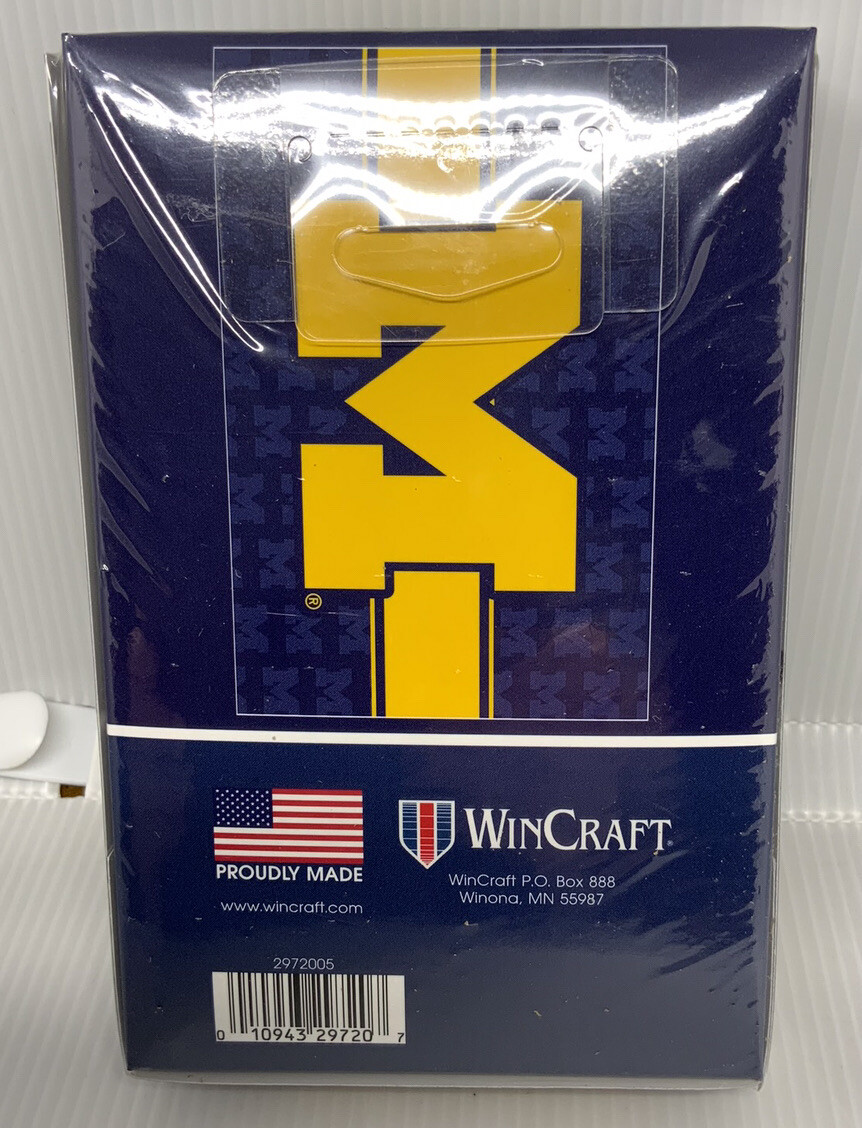 M
®
PROUDLY MADE
www.wincraft.com
WINCRAFT
WinCraft P.O. Box 888
Winona, MN 55987
2972005
0 10943 29720 7